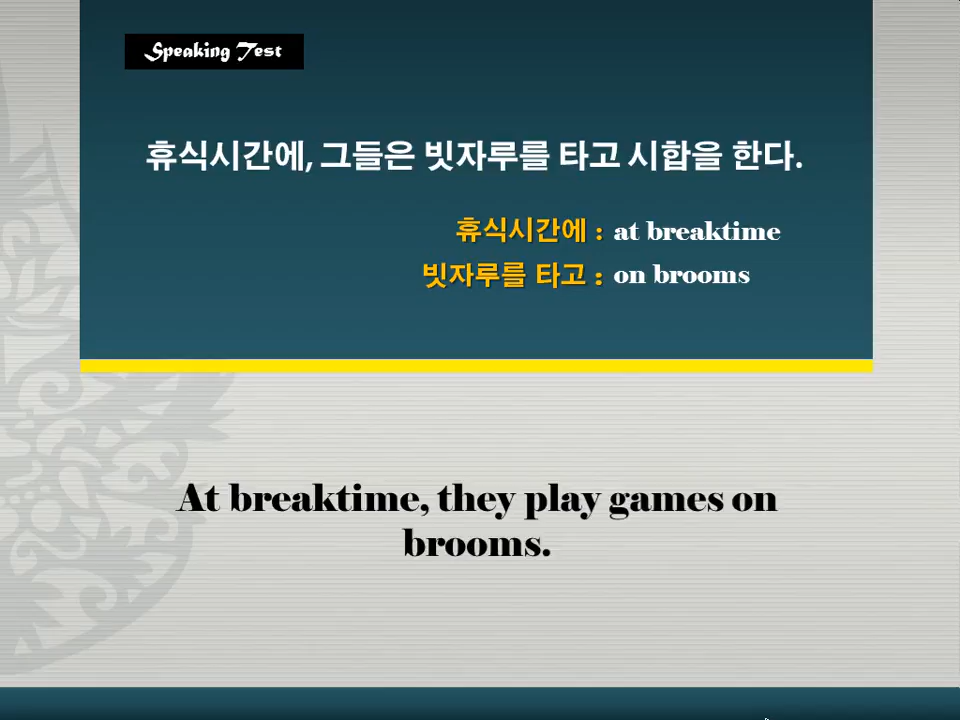 Speaking Test
휴식시간에, 그들은 빗자루를 타고 시합을 한다.
휴식시간에 : at breaktime
빗자루를 타고 : on brooms
At breaktime, they play games on
brooms.